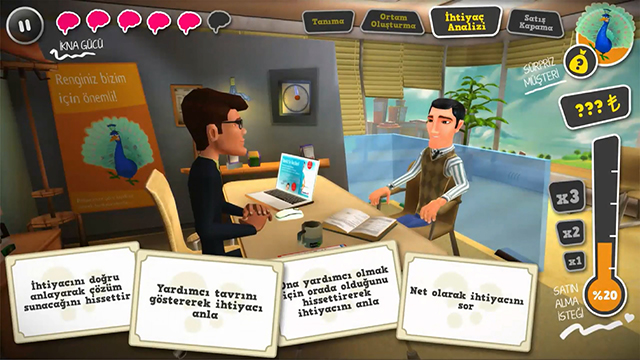 İKNA GÜCÜ
Tanıma
Ortam
Oluşturma
İhtiyaç
Analizi
Satış
Kapama
SÜRPRİZ
MÜŞTERİ
??? ₺
Renginiz bizim
için önemli!
x3
x2
x1
%20
SATIN
ALMA
İSTEĞİ
İhtiyacını doğru
anlayarak çözüm
sunacağını hissettir
Yardımcı tavrını
göstererek ihtiyacı
anla
Ona yardımcı olmak
için orada olduğunu
hissettirerek
ihtiyacını anla
Net olarak ihtiyacını
sor